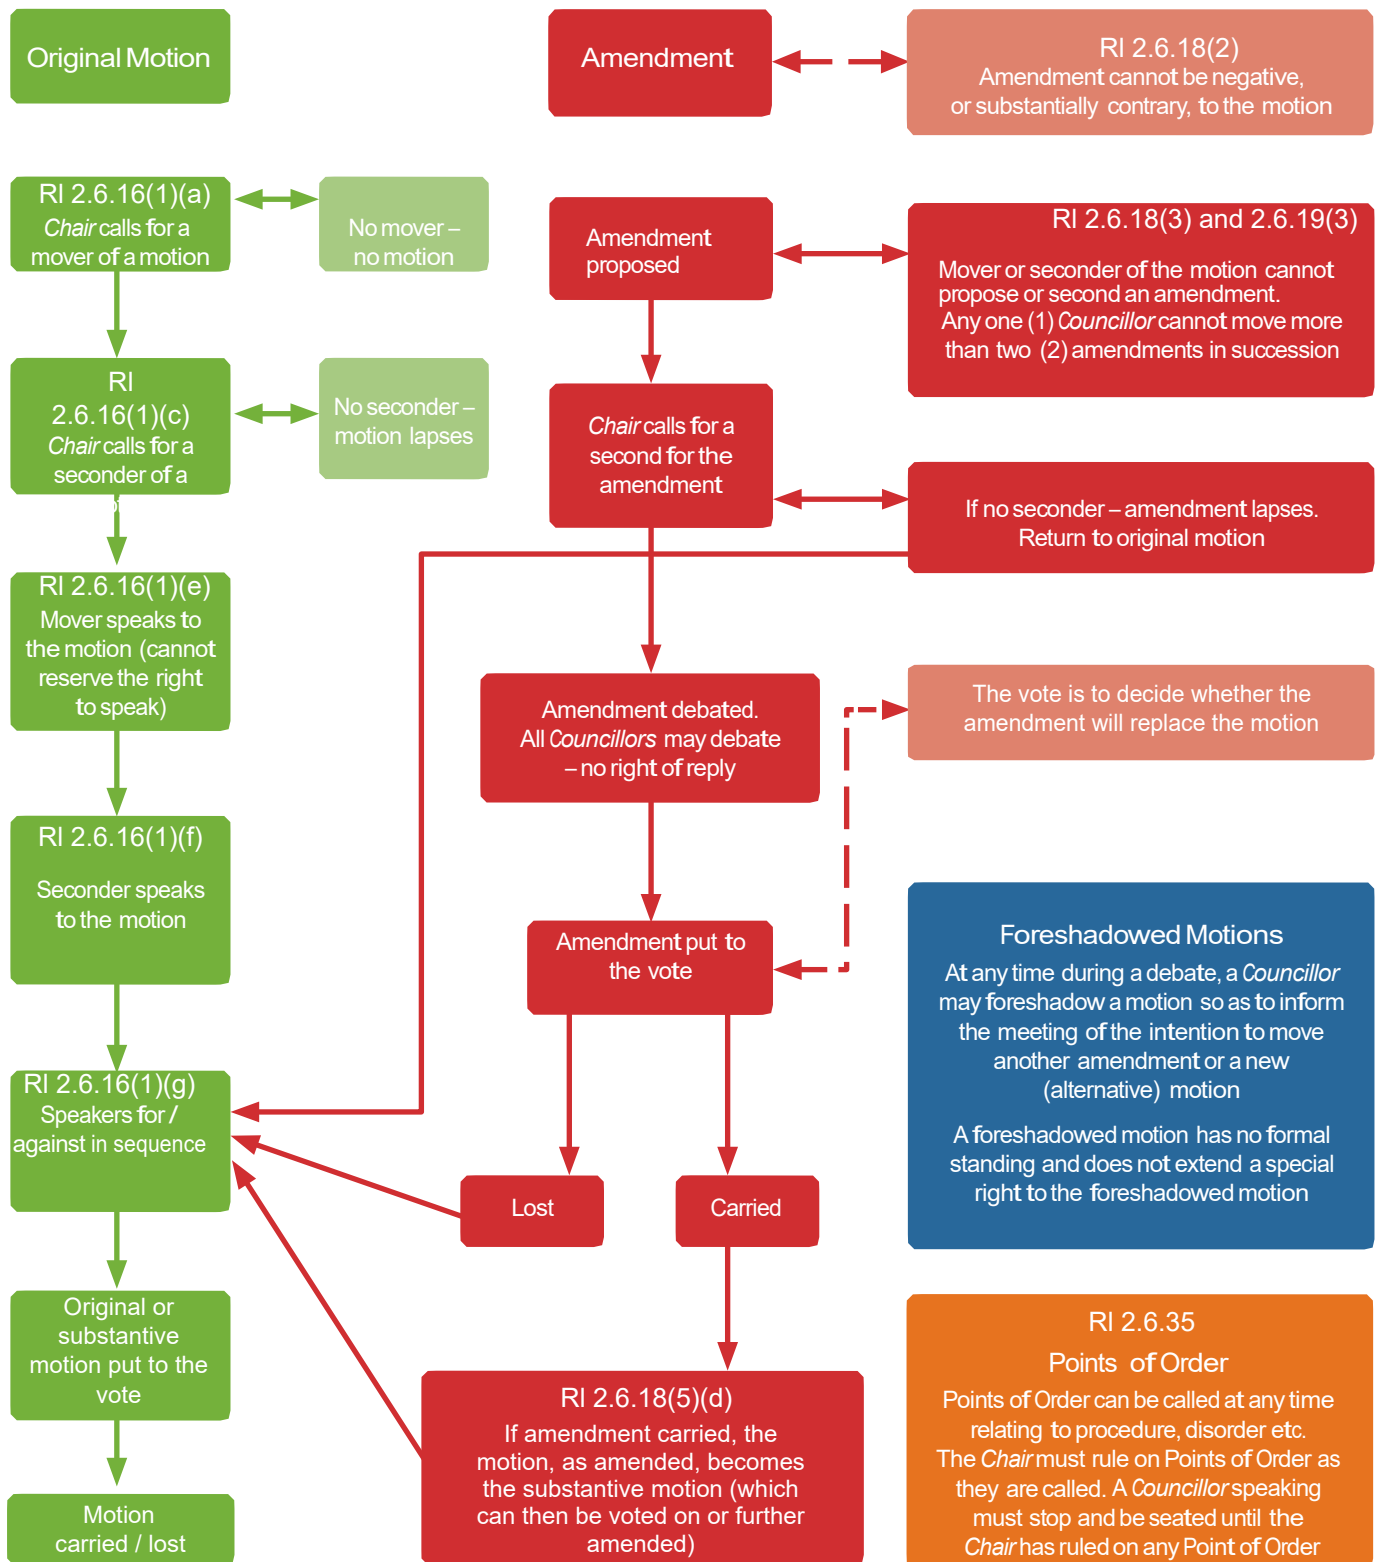 Original Motion
RI 2.6.16(1)(a)
Chair calls for a
mover of a motion
No mover –
no motion
RI
2.6.16(1)(c)
Chair calls for a
seconder of a
No seconder –
motion lapses
RI 2.6.16(1)(e)
Mover speaks to
the motion (cannot
reserve the right
to speak)
RI 2.6.16(1)(f)
Seconder speaks
to the motion
RI 2.6.16(1)(g)
Speakers for /
against in sequence
Original or
substantive
motion put to the
vote
Motion
carried / lost
Amendment
RI 2.6.18(2)
Amendment cannot be negative,
or substantially contrary, to the motion
Amendment
proposed
RI 2.6.18(3) and 2.6.19(3)
Mover or seconder of the motion cannot
propose or second an amendment.
Any one (1) Councillor cannot move more
than two (2) amendments in succession
Chair calls for a
second for the
amendment
If no seconder – amendment lapses.
Return to original motion
Amendment debated.
All Councillors may debate
– no right of reply
The vote is to decide whether the
amendment will replace the motion
Amendment put to
the vote
Lost
Carried
RI 2.6.18(5)(d)
If amendment carried, the
motion, as amended, becomes
the substantive motion (which
can then be voted on or further
amended)
Foreshadowed Motions
At any time during a debate, a Councillor
may foreshadow a motion so as to inform
the meeting of the intention to move
another amendment or a new
(alternative) motion
A foreshadowed motion has no formal
standing and does not extend a special
right to the foreshadowed motion
RI 2.6.35
Points of Order
Points of Order can be called at any time
relating to procedure, disorder etc.
The Chair must rule on Points of Order as
they are called. A Councillor speaking
must stop and be seated until the
Chair has ruled on any Point of Order